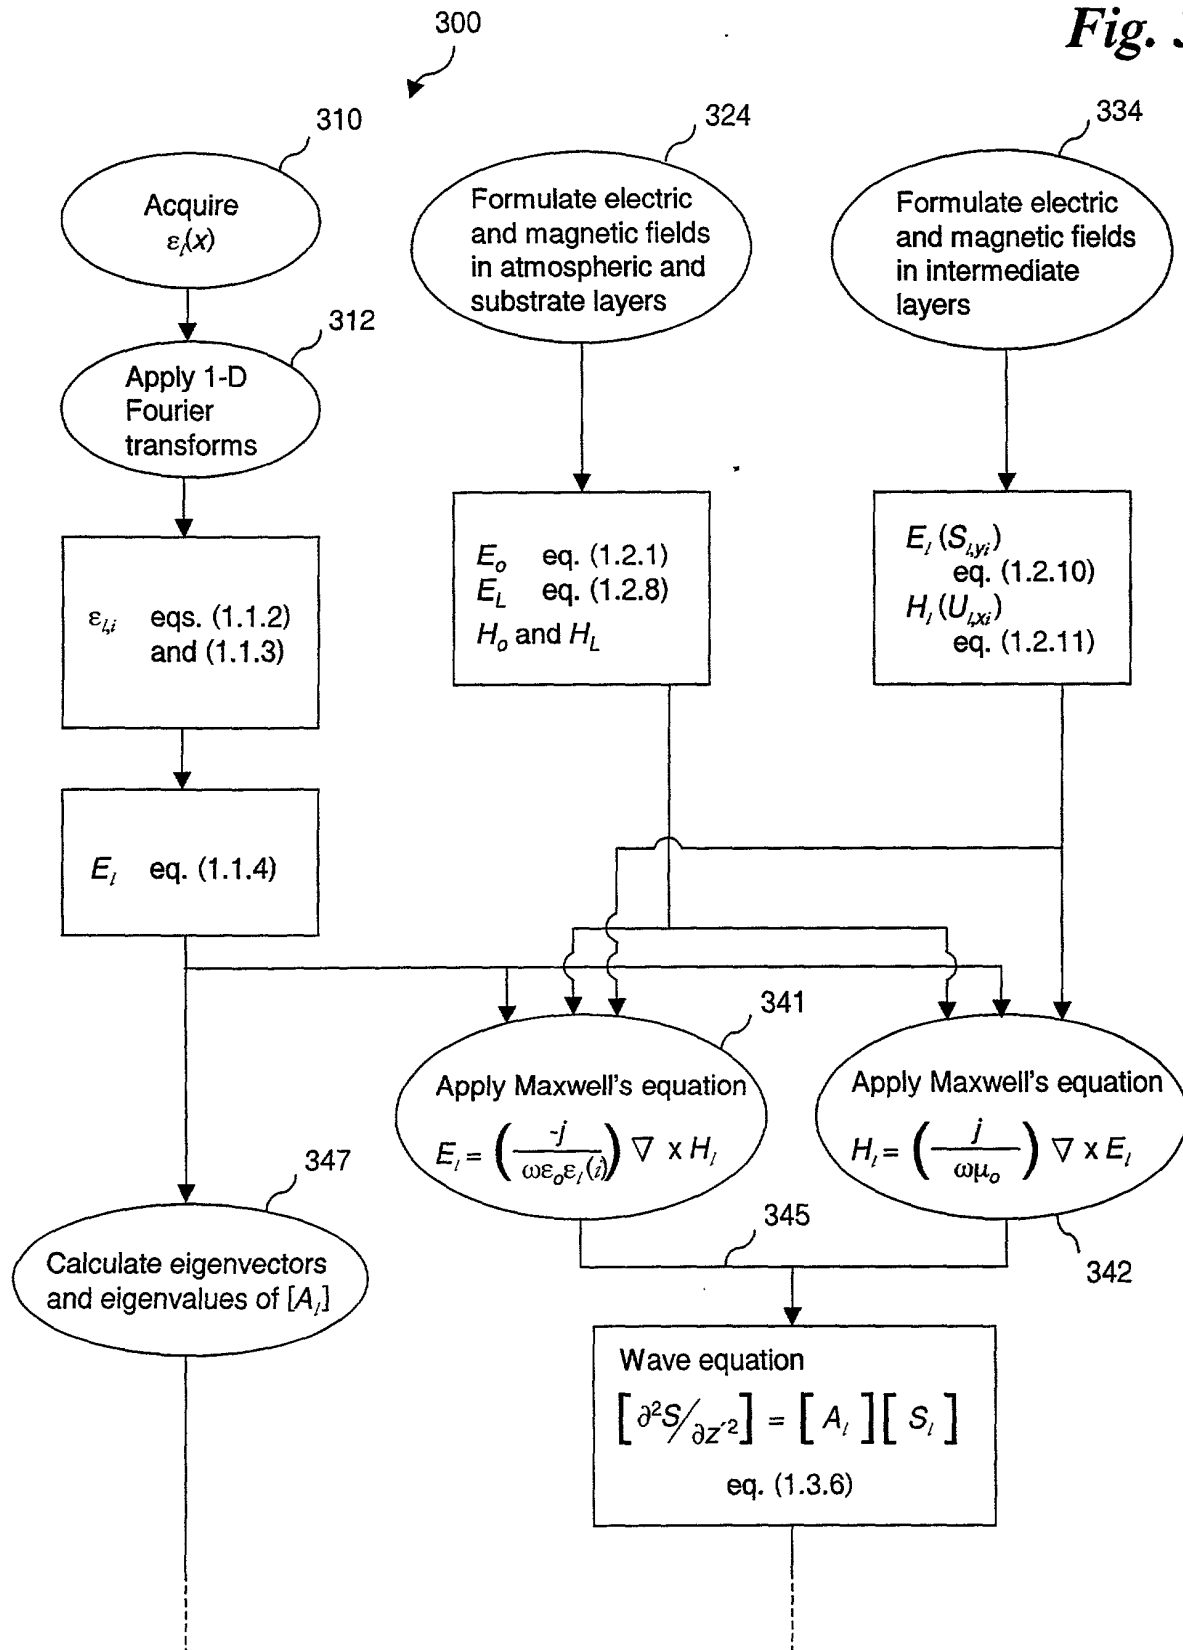 300
Fig. 3
310
Acquire
ε_l(x)
312
Apply 1-D
Fourier
transforms
ε_{l,i} eqs. (1.1.2)
and (1.1.3)
E_l eq. (1.1.4)
324
Formulate electric
and magnetic fields
in atmospheric and
substrate layers
E_o eq. (1.2.1)
E_L eq. (1.2.8)
H_o and H_L
334
Formulate electric
and magnetic fields
in intermediate
layers
E_l (S_{l,yi})
eq. (1.2.10)
H_l (U_{l,xi})
eq. (1.2.11)
341
Apply Maxwell's equation
E_l = (-j / ωε_oε_l(i)) ∇ x H_l
Apply Maxwell's equation
H_l = (j / ωμ_o) ∇ x E_l
342
347
Calculate eigenvectors
and eigenvalues of [A_l]
345
Wave equation
[∂²S/∂z'²] = [A_l][S_l]
eq. (1.3.6)